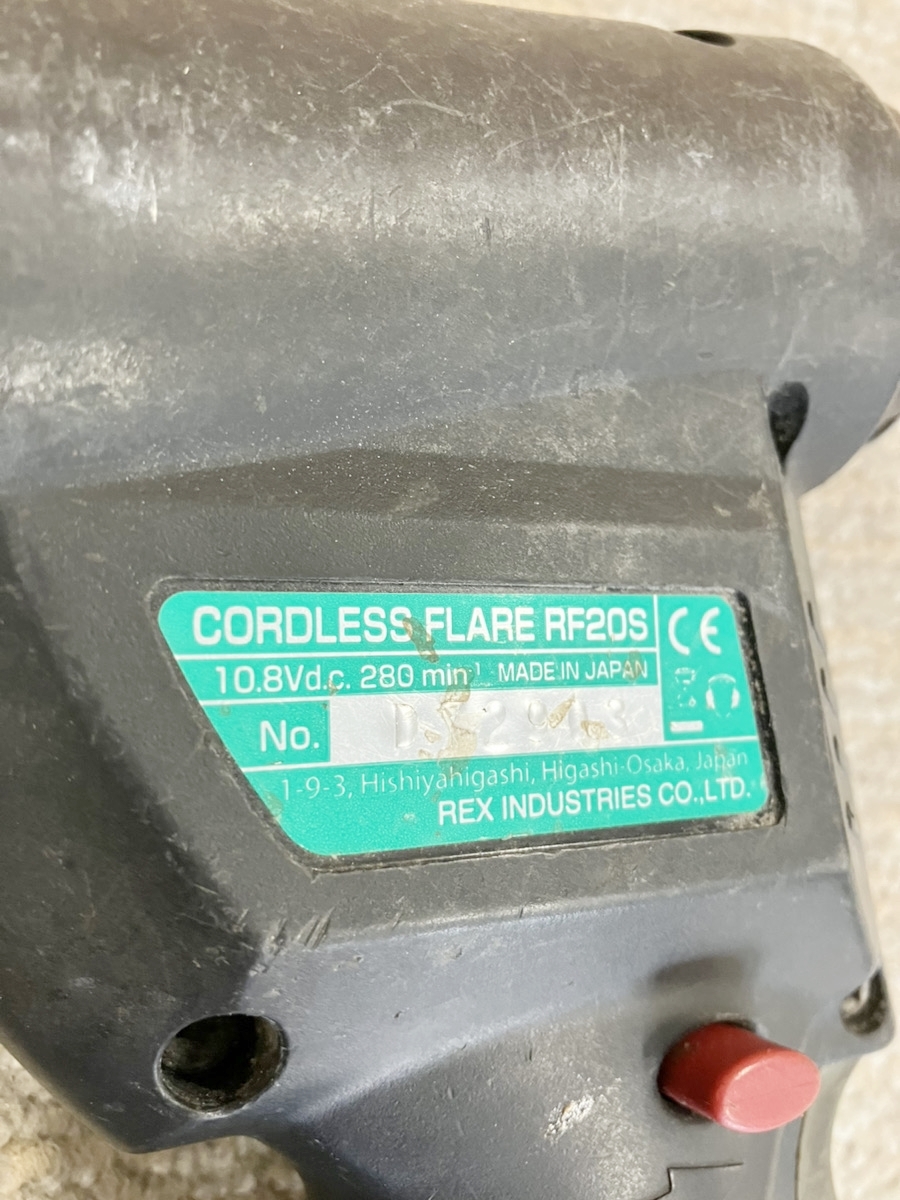 CORDLESS FLARE RF20S
CE
10.8Vd.c. 280 min⁻¹ MADE IN JAPAN
No.
1-9-3, Hishiyahigashi, Higashi-Osaka, Japan
REX INDUSTRIES CO.,LTD.